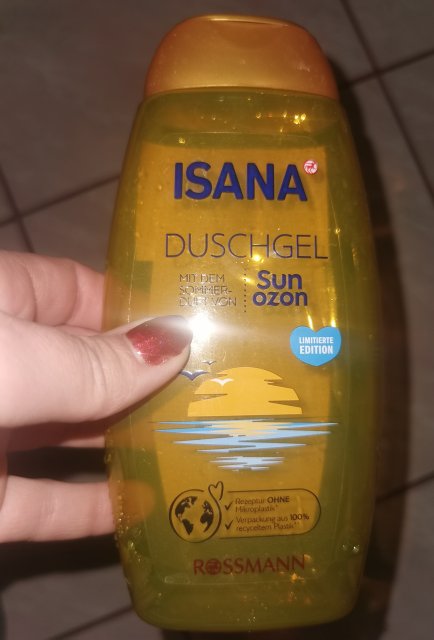 ISANA
DUSCHGEL
MIT DEM
SOMMER-
DUFT VON
Sun
ozon
LIMITIERTE
EDITION
Rezeptur OHNE
Mikroplastik*
Verpackung aus 100%
recyceltem Plastik*
ROSSMANN